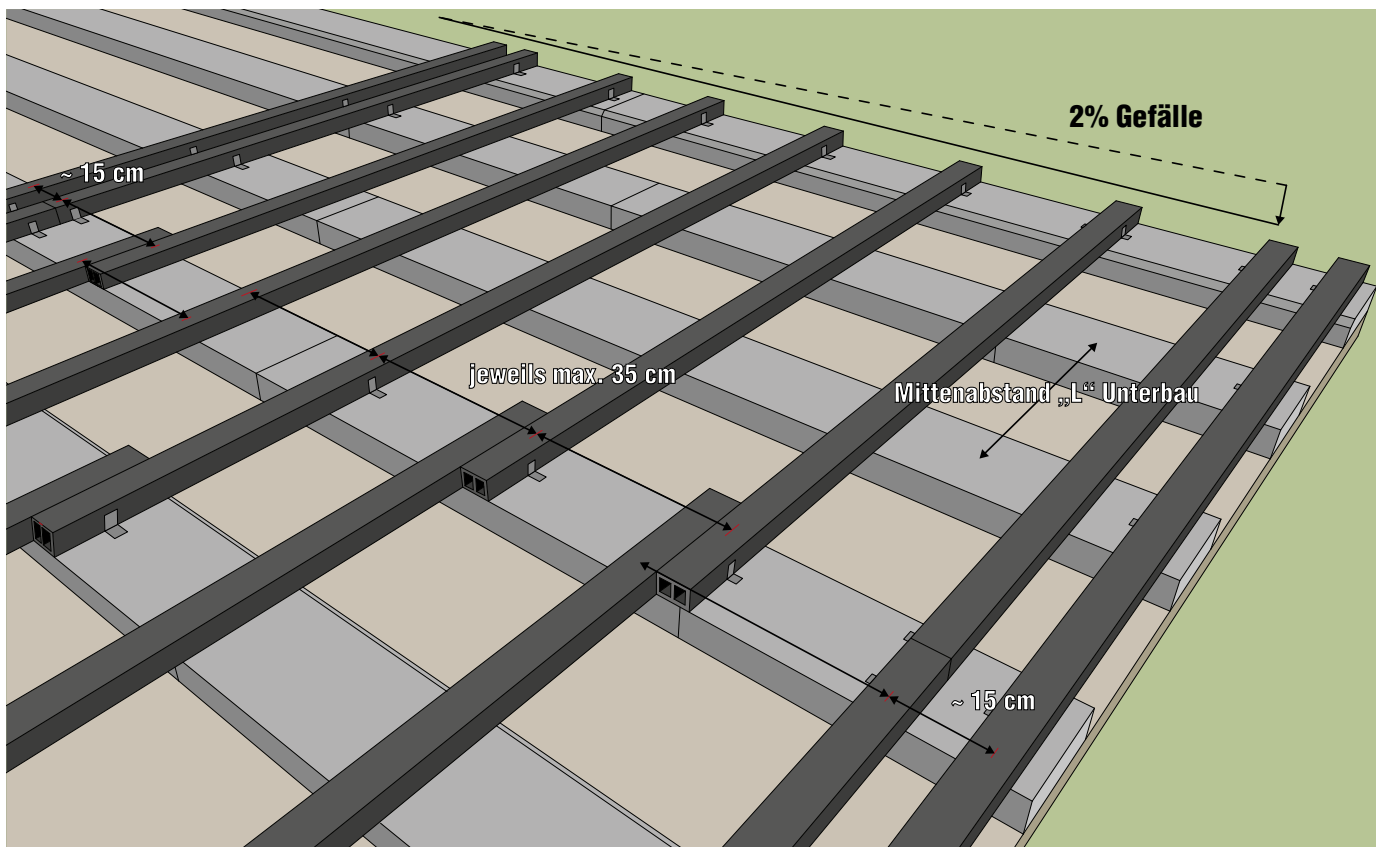 2% Gefälle
~ 15 cm
jeweils max. 35 cm
Mittenabstand „L“ Unterbau
~ 15 cm